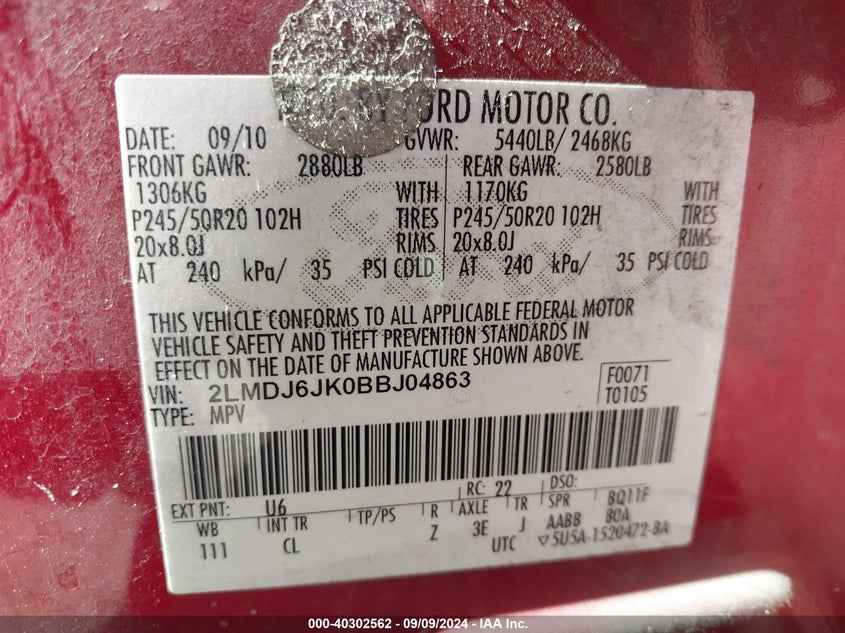 BY FORD MOTOR CO.
DATE: 09/10 GVWR: 5440LB/ 2468KG
FRONT GAWR: 2880LB REAR GAWR: 2580LB
1306KG WITH 1170KG WITH
P245/50R20 102H TIRES P245/50R20 102H TIRES
20x8.0J RIMS 20x8.0J RIMS
AT 240 kPa/ 35 PSI COLD AT 240 kPa/ 35 PSI COLD
THIS VEHICLE CONFORMS TO ALL APPLICABLE FEDERAL MOTOR
VEHICLE SAFETY AND THEFT PREVENTION STANDARDS IN
EFFECT ON THE DATE OF MANUFACTURE SHOWN ABOVE.
VIN: 2LMDJ6JK0BBJ04863 F0071
TYPE: MPV T0105
EXT PNT: U6 RC: 22 DSO:
WB INT TR TP/PS R AXLE TR SPR BQ11F
111 CL Z 3E J AABB 80A
UTC ▽5U5A-1520472-BA
000-40302562 - 09/09/2024 - IAA Inc.